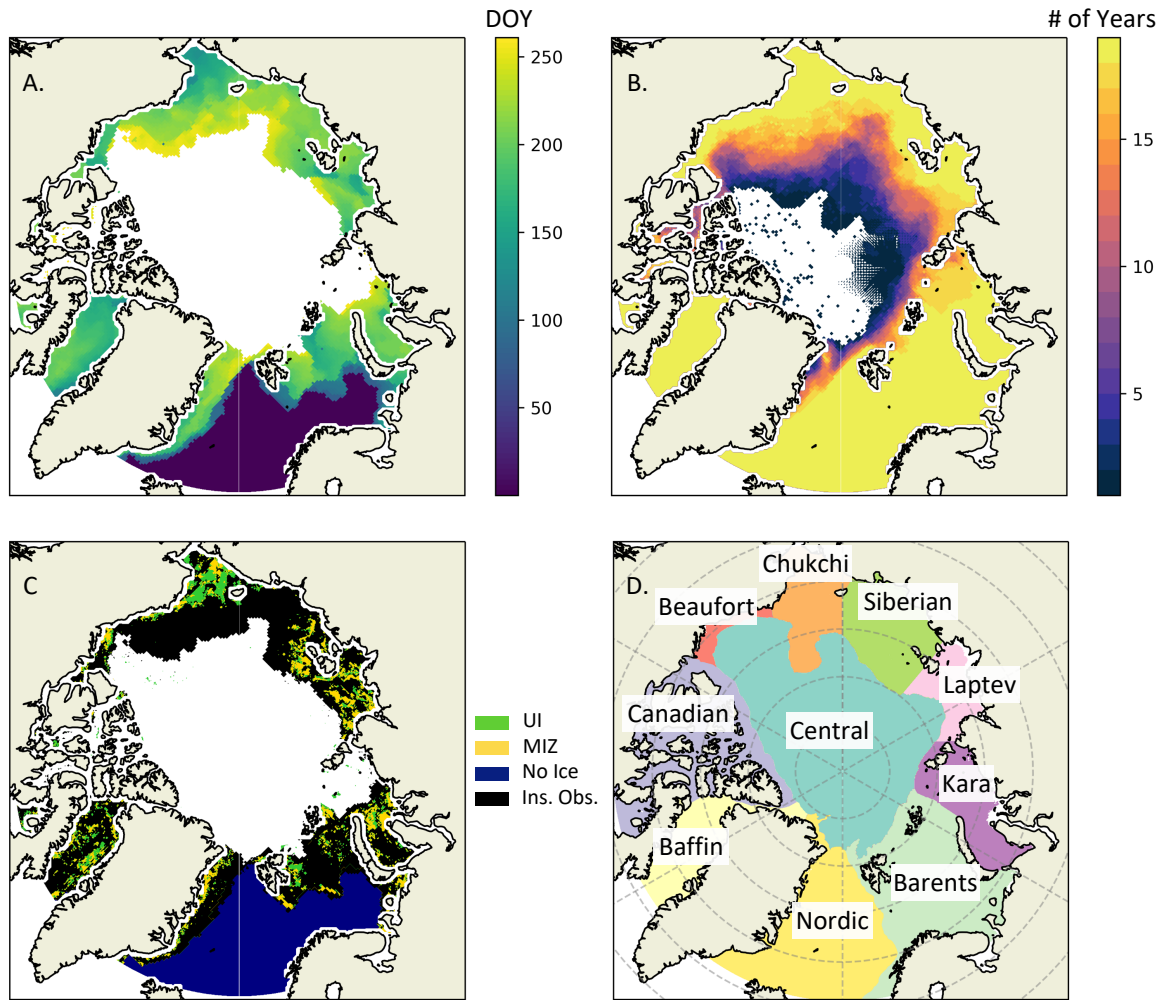 DOY
# of Years
A.
250
200
150
100
50
B.
15
10
5
C
UI
MIZ
No Ice
Ins. Obs.
D.
Chukchi
Beaufort
Siberian
Laptev
Canadian
Central
Kara
Baffin
Barents
Nordic